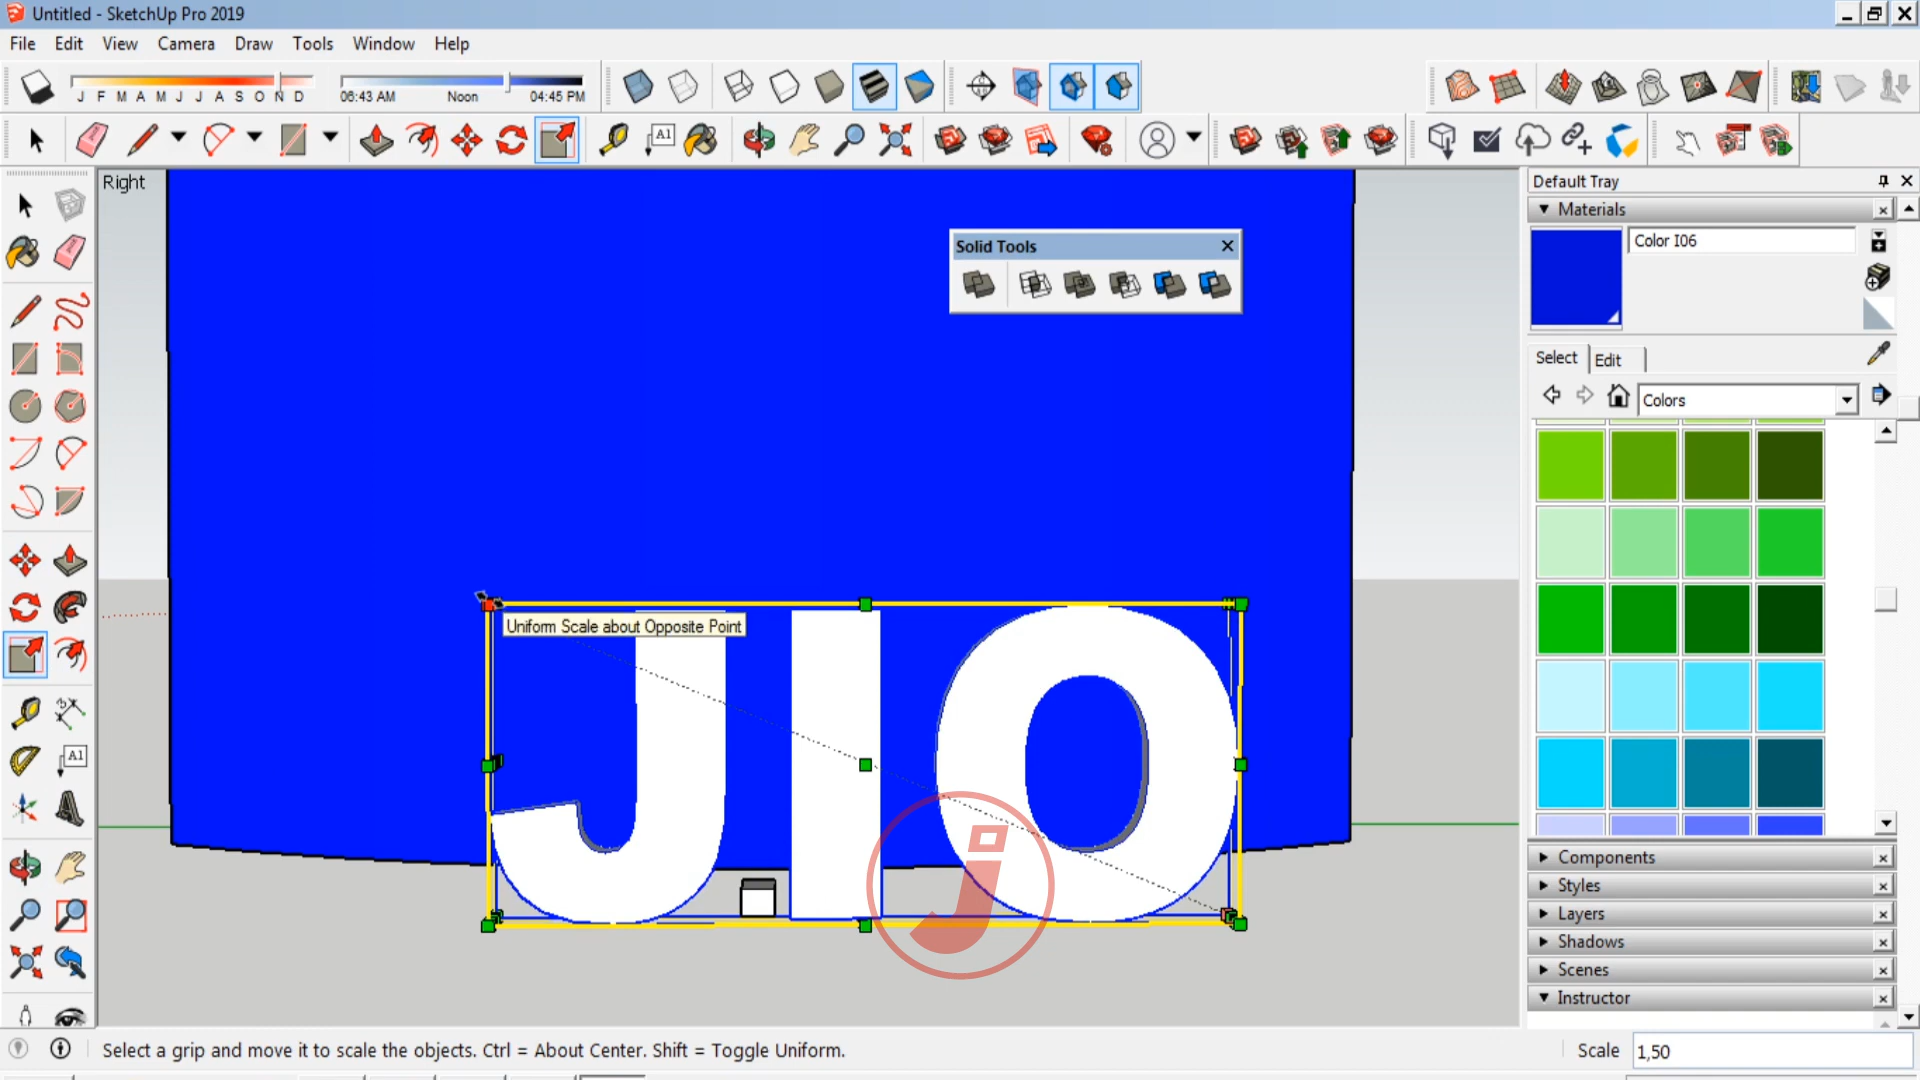 Untitled - SketchUp Pro 2019
File Edit View Camera Draw Tools Window Help
J F M A M J J A S O N D
06:43 AM Noon 04:45 PM
A1
Right
Default Tray
Materials
Color I06
Solid Tools
Select Edit
Colors
Uniform Scale about Opposite Point
JIO
j
A1
Components
Styles
Layers
Shadows
Scenes
Instructor
Select a grip and move it to scale the objects. Ctrl = About Center. Shift = Toggle Uniform.
Scale 1,50